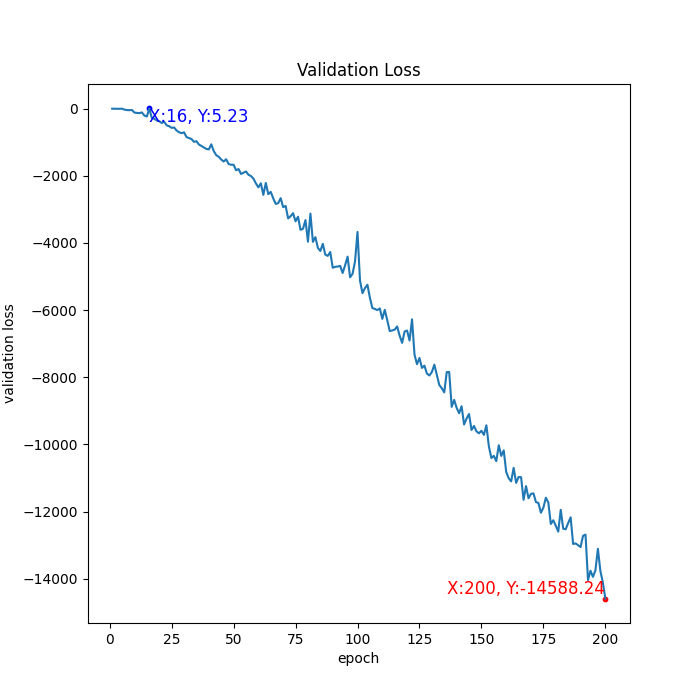 Validation Loss
X:16, Y:5.23
X:200, Y:-14588.24
validation loss
0
−2000
−4000
−6000
−8000
−10000
−12000
−14000
0 25 50 75 100 125 150 175 200
epoch